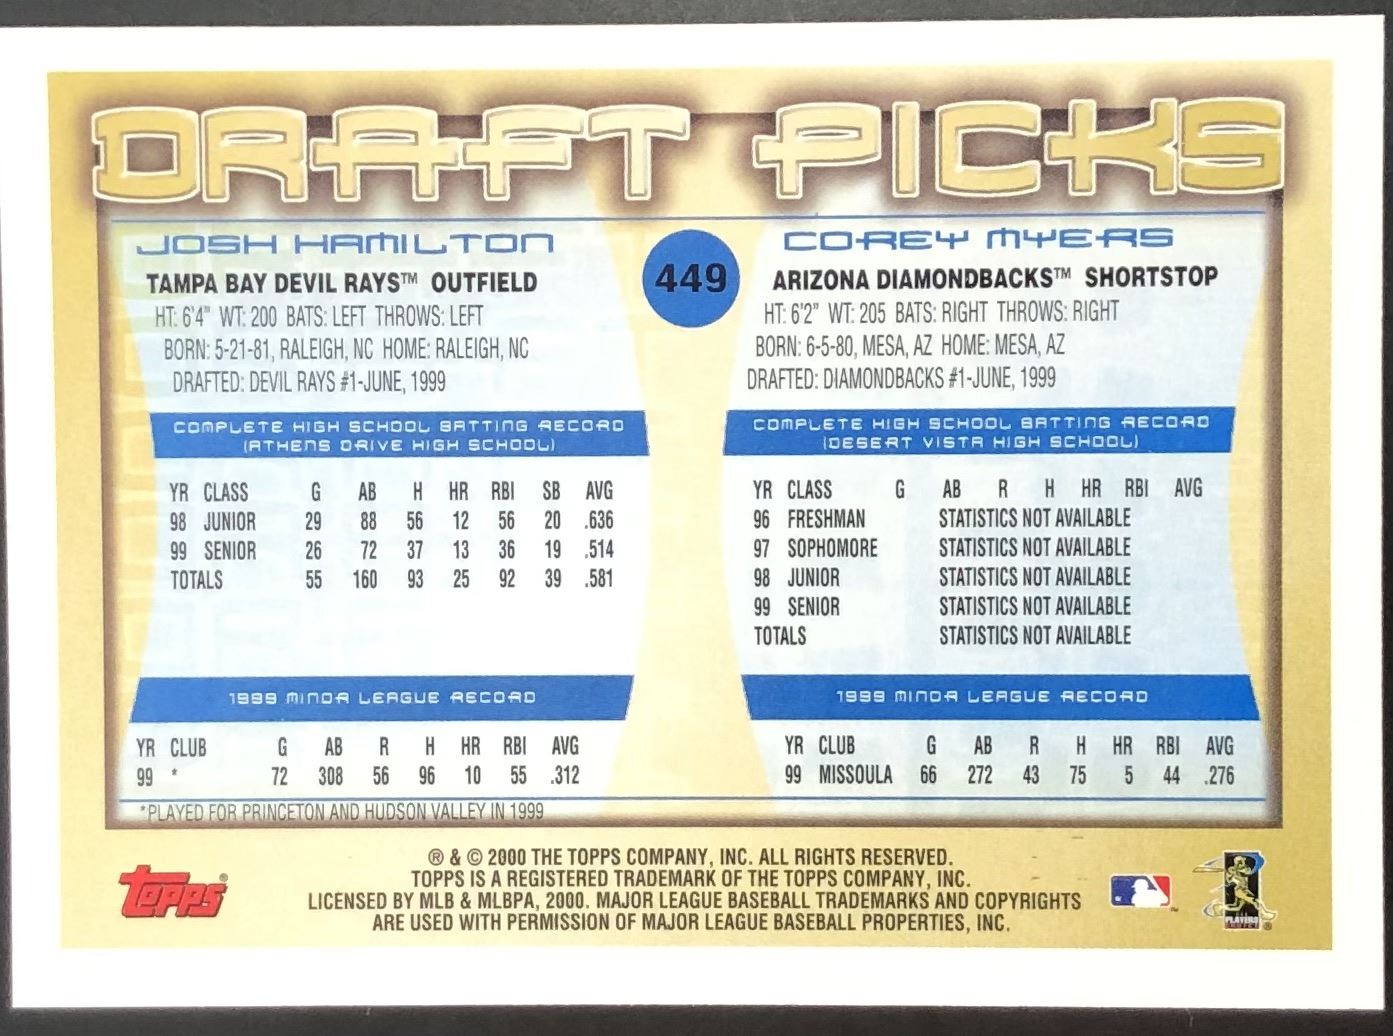 DRAFT PICKS
JOSH HAMILTON
TAMPA BAY DEVIL RAYS™ OUTFIELD
HT: 6'4" WT: 200 BATS: LEFT THROWS: LEFT
BORN: 5-21-81, RALEIGH, NC HOME: RALEIGH, NC
DRAFTED: DEVIL RAYS #1-JUNE, 1999
COMPLETE HIGH SCHOOL BATTING RECORD
(ATHENS DRIVE HIGH SCHOOL)
YR CLASS G AB H HR RBI SB AVG
98 JUNIOR 29 88 56 12 56 20 .636
99 SENIOR 26 72 37 13 36 19 .514
TOTALS 55 160 93 25 92 39 .581
1999 MINOR LEAGUE RECORD
YR CLUB G AB R H HR RBI AVG
99 * 72 308 56 96 10 55 .312
*PLAYED FOR PRINCETON AND HUDSON VALLEY IN 1999
449
COREY MYERS
ARIZONA DIAMONDBACKS™ SHORTSTOP
HT: 6'2" WT: 205 BATS: RIGHT THROWS: RIGHT
BORN: 6-5-80, MESA, AZ HOME: MESA, AZ
DRAFTED: DIAMONDBACKS #1-JUNE, 1999
COMPLETE HIGH SCHOOL BATTING RECORD
(DESERT VISTA HIGH SCHOOL)
YR CLASS G AB R H HR RBI AVG
96 FRESHMAN STATISTICS NOT AVAILABLE
97 SOPHOMORE STATISTICS NOT AVAILABLE
98 JUNIOR STATISTICS NOT AVAILABLE
99 SENIOR STATISTICS NOT AVAILABLE
TOTALS STATISTICS NOT AVAILABLE
1999 MINOR LEAGUE RECORD
YR CLUB G AB R H HR RBI AVG
99 MISSOULA 66 272 43 75 5 44 .276
Topps®
® & © 2000 THE TOPPS COMPANY, INC. ALL RIGHTS RESERVED.
TOPPS IS A REGISTERED TRADEMARK OF THE TOPPS COMPANY, INC.
LICENSED BY MLB & MLBPA, 2000. MAJOR LEAGUE BASEBALL TRADEMARKS AND COPYRIGHTS
ARE USED WITH PERMISSION OF MAJOR LEAGUE BASEBALL PROPERTIES, INC.
PLAYERS
CHOICE